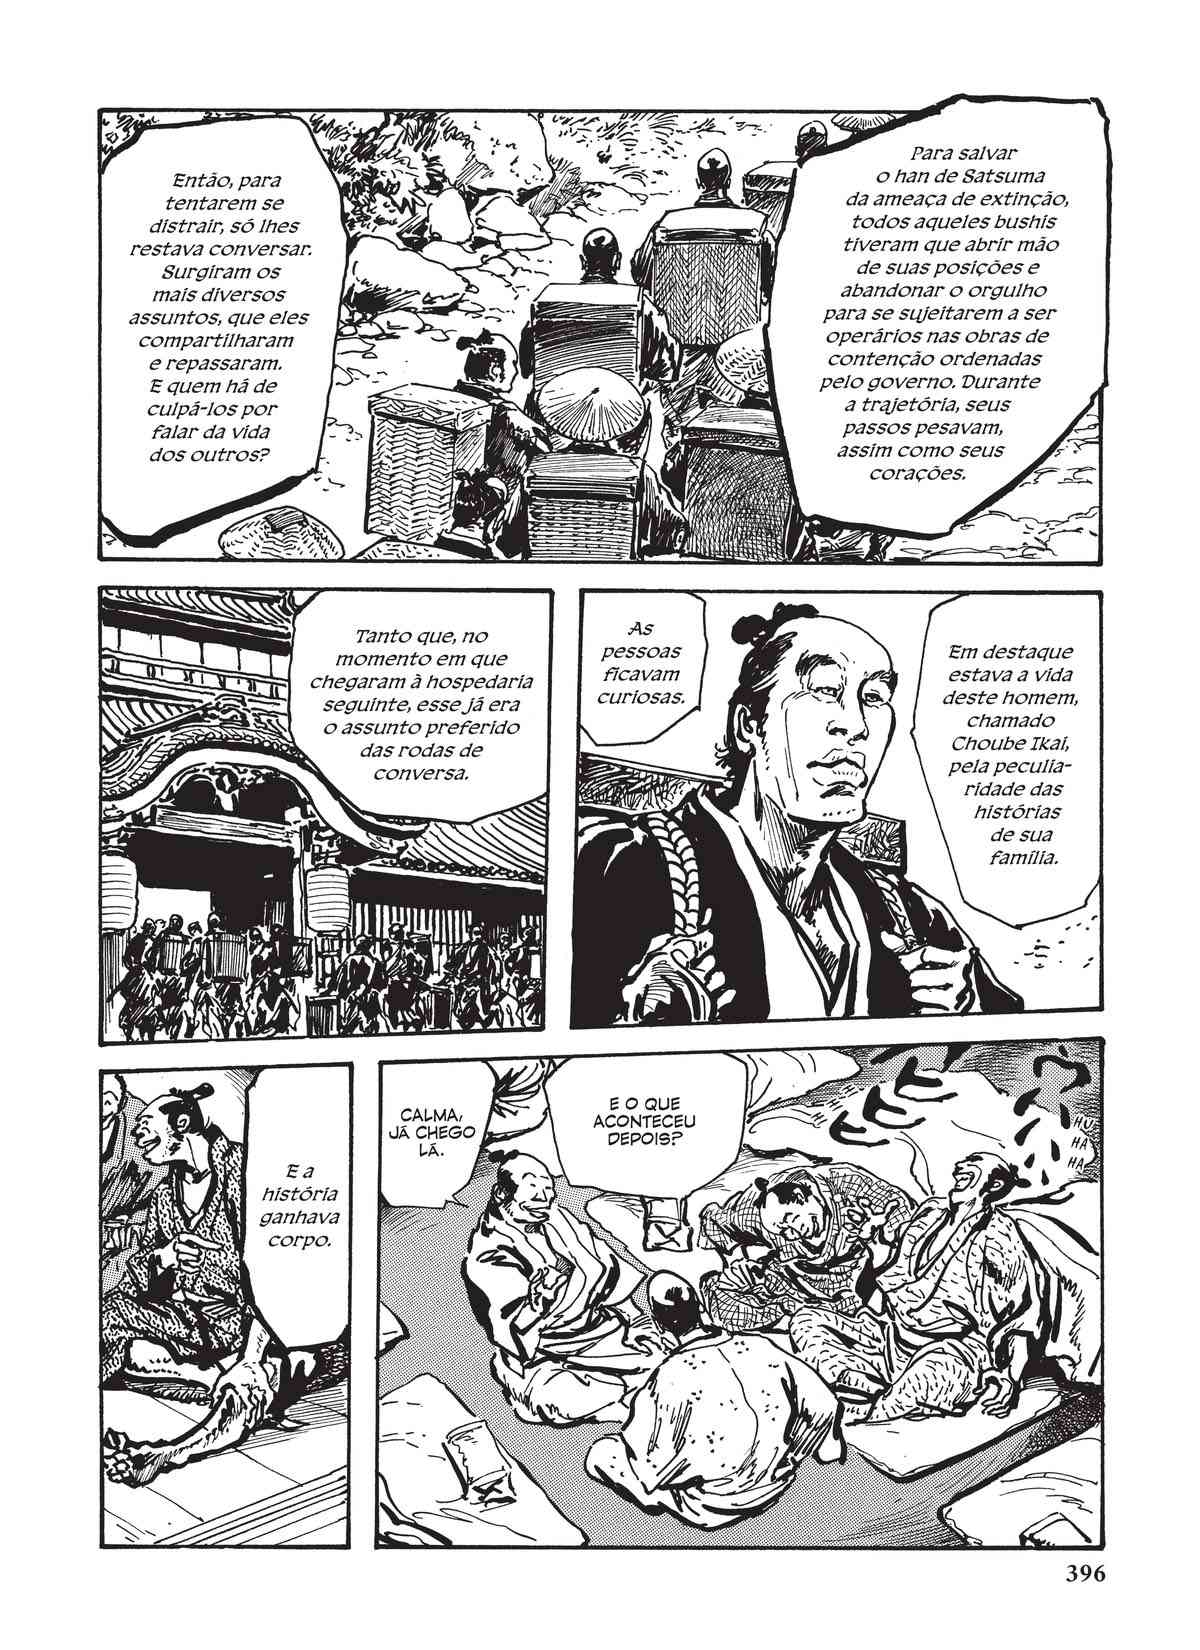 Para salvar
o han de Satsuma
da ameaça de extinção,
todos aqueles bushis
tiveram que abrir mão
de suas posições e
abandonar o orgulho
para se sujeitarem a ser
operários nas obras de
contenção ordenadas
pelo governo. Durante
a trajetória, seus
passos pesavam,
assim como seus
corações.
Então, para
tentarem se
distrair, só lhes
restava conversar.
Surgiram os
mais diversos
assuntos, que eles
compartilharam
e repassaram.
E quem há de
culpá-los por
falar da vida
dos outros?
Em destaque
estava a vida
deste homem,
chamado
Choube Ikai,
pela peculia-
ridade das
histórias
de sua
família.
As
pessoas
ficavam
curiosas.
Tanto que, no
momento em que
chegaram à hospedaria
seguinte, esse já era
o assunto preferido
das rodas de
conversa.
HU
HA
HA
E O QUE
ACONTECEU
DEPOIS?
CALMA,
JÁ CHEGO
LÁ.
E a
história
ganhava
corpo.
396